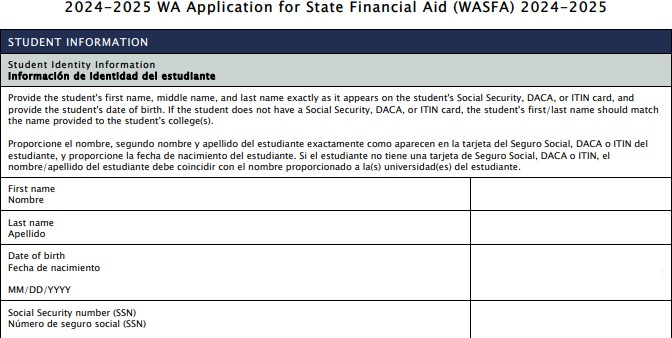 2024-2025 WA Application for State Financial Aid (WASFA) 2024-2025
STUDENT INFORMATION
Student Identity Information
Información de identidad del estudiante
Provide the student's first name, middle name, and last name exactly as it appears on the student's Social Security, DACA, or ITIN card, and
provide the student's date of birth. If the student does not have a Social Security, DACA, or ITIN card, the student's first/last name should match
the name provided to the student's college(s).
Proporcione el nombre, segundo nombre y apellido del estudiante exactamente como aparecen en la tarjeta del Seguro Social, DACA o ITIN del
estudiante, y proporcione la fecha de nacimiento del estudiante. Si el estudiante no tiene una tarjeta de Seguro Social, DACA o ITIN, el
nombre/apellido del estudiante debe coincidir con el nombre proporcionado a la(s) universidad(es) del estudiante.
First name
Nombre
Last name
Apellido
Date of birth
Fecha de nacimiento
MM/DD/YYYY
Social Security number (SSN)
Número de seguro social (SSN)